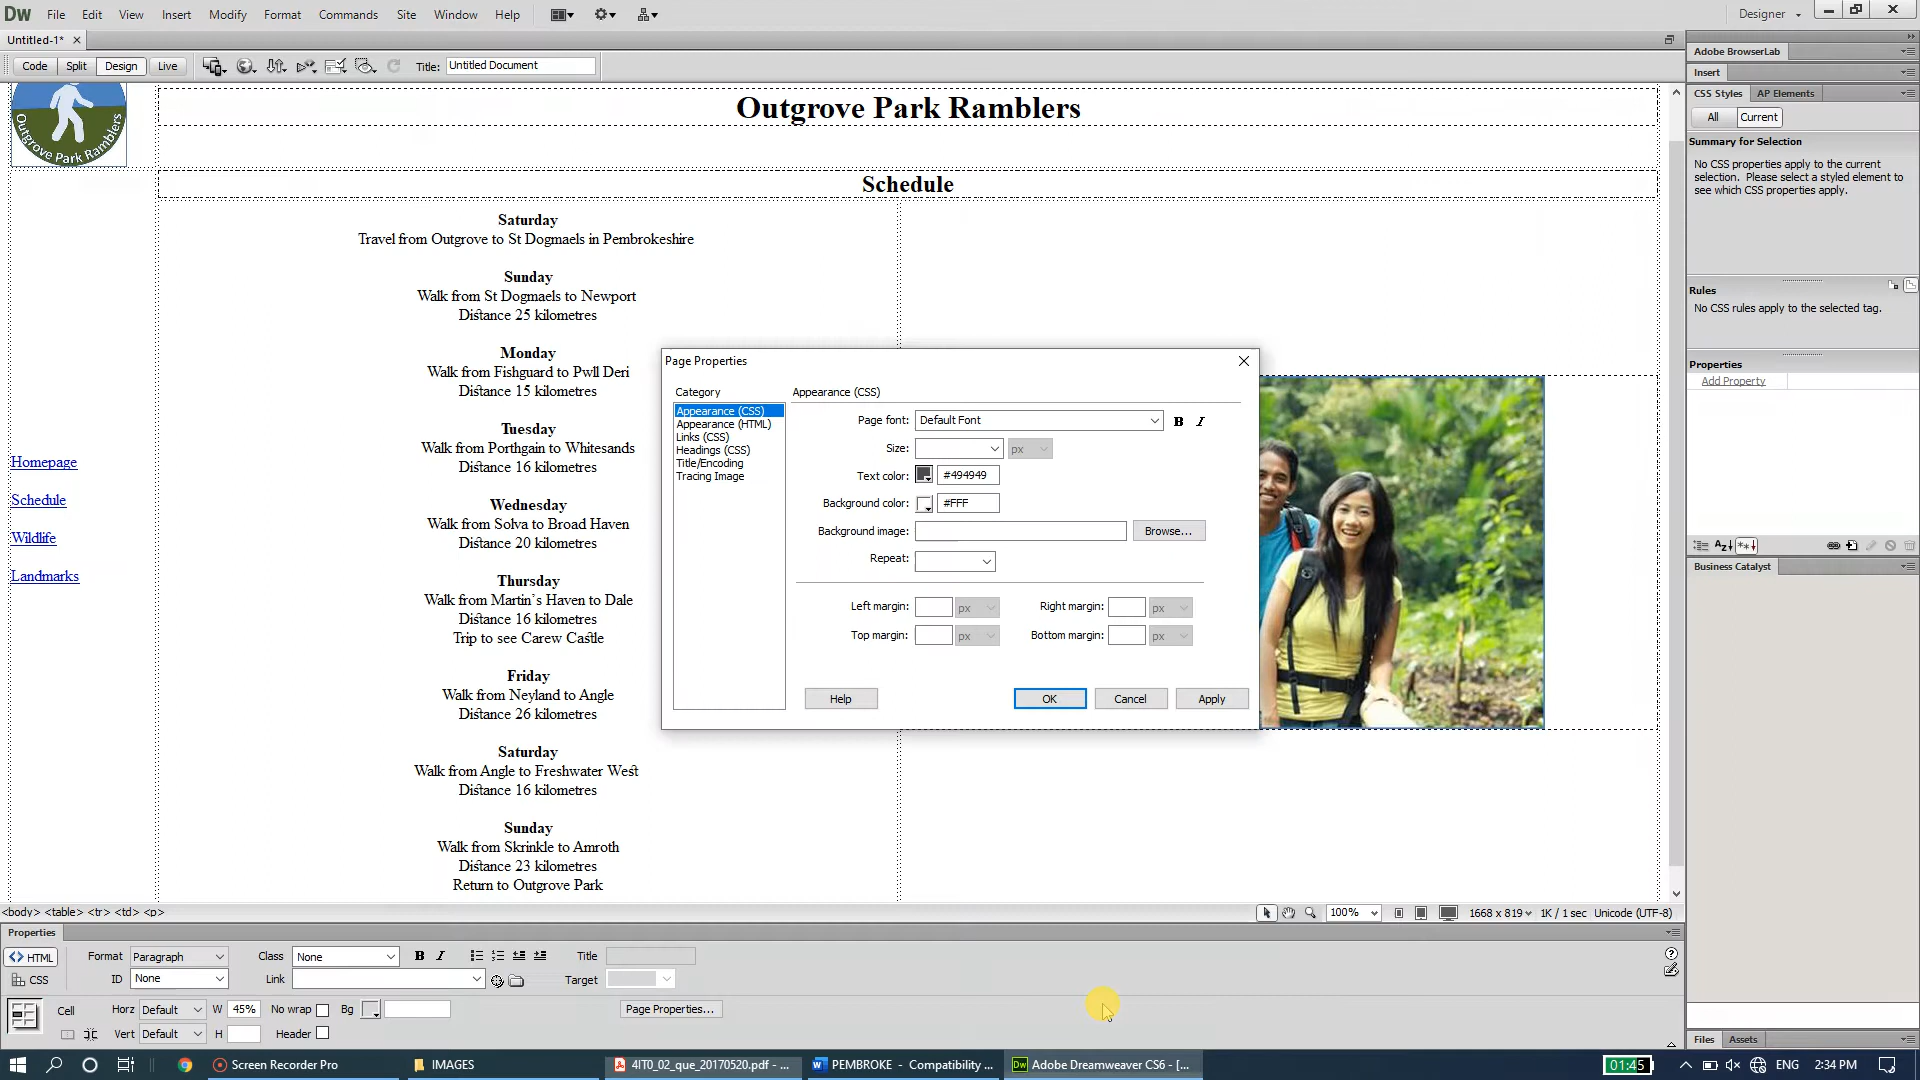 Dw File Edit View Insert Modify Format Commands Site Window Help Designer
Untitled-1*
Code Split Design Live Title: Untitled Document
Adobe BrowserLab
Insert
CSS Styles AP Elements
All Current
Summary for Selection
No CSS properties apply to the current
selection. Please select a styled element to
see which CSS properties apply.
Rules
No CSS rules apply to the selected tag.
Properties
Add Property
Business Catalyst
Files Assets
Outgrove Park Ramblers
Outgrove Park Ramblers
Schedule
Saturday
Travel from Outgrove to St Dogmaels in Pembrokeshire
Sunday
Walk from St Dogmaels to Newport
Distance 25 kilometres
Monday
Walk from Fishguard to Pwll Deri
Distance 15 kilometres
Tuesday
Walk from Porthgain to Whitesands
Distance 16 kilometres
Wednesday
Walk from Solva to Broad Haven
Distance 20 kilometres
Thursday
Walk from Martin's Haven to Dale
Distance 16 kilometres
Trip to see Carew Castle
Friday
Walk from Neyland to Angle
Distance 26 kilometres
Saturday
Walk from Angle to Freshwater West
Distance 16 kilometres
Sunday
Walk from Skrinkle to Amroth
Distance 23 kilometres
Return to Outgrove Park
Homepage
Schedule
Wildlife
Landmarks
Page Properties
Category
Appearance (CSS)
Appearance (HTML)
Links (CSS)
Headings (CSS)
Title/Encoding
Tracing Image
Appearance (CSS)
Page font: Default Font B I
Size: px
Text color: #494949
Background color: #FFF
Background image: Browse...
Repeat:
Left margin: px Right margin: px
Top margin: px Bottom margin: px
Help OK Cancel Apply
<body> <table> <tr> <td> <p>
100% 1668 x 819 1K / 1 sec Unicode (UTF-8)
Properties
<> HTML Format Paragraph Class None B I Title
CSS ID None Link Target
Cell Horz Default W 45% No wrap Bg Page Properties...
Vert Default H Header
Screen Recorder Pro IMAGES 4IT0_02_que_20170520.pdf - ... PEMBROKE - Compatibility ... Adobe Dreamweaver CS6 - [... 01:45 ENG 2:34 PM